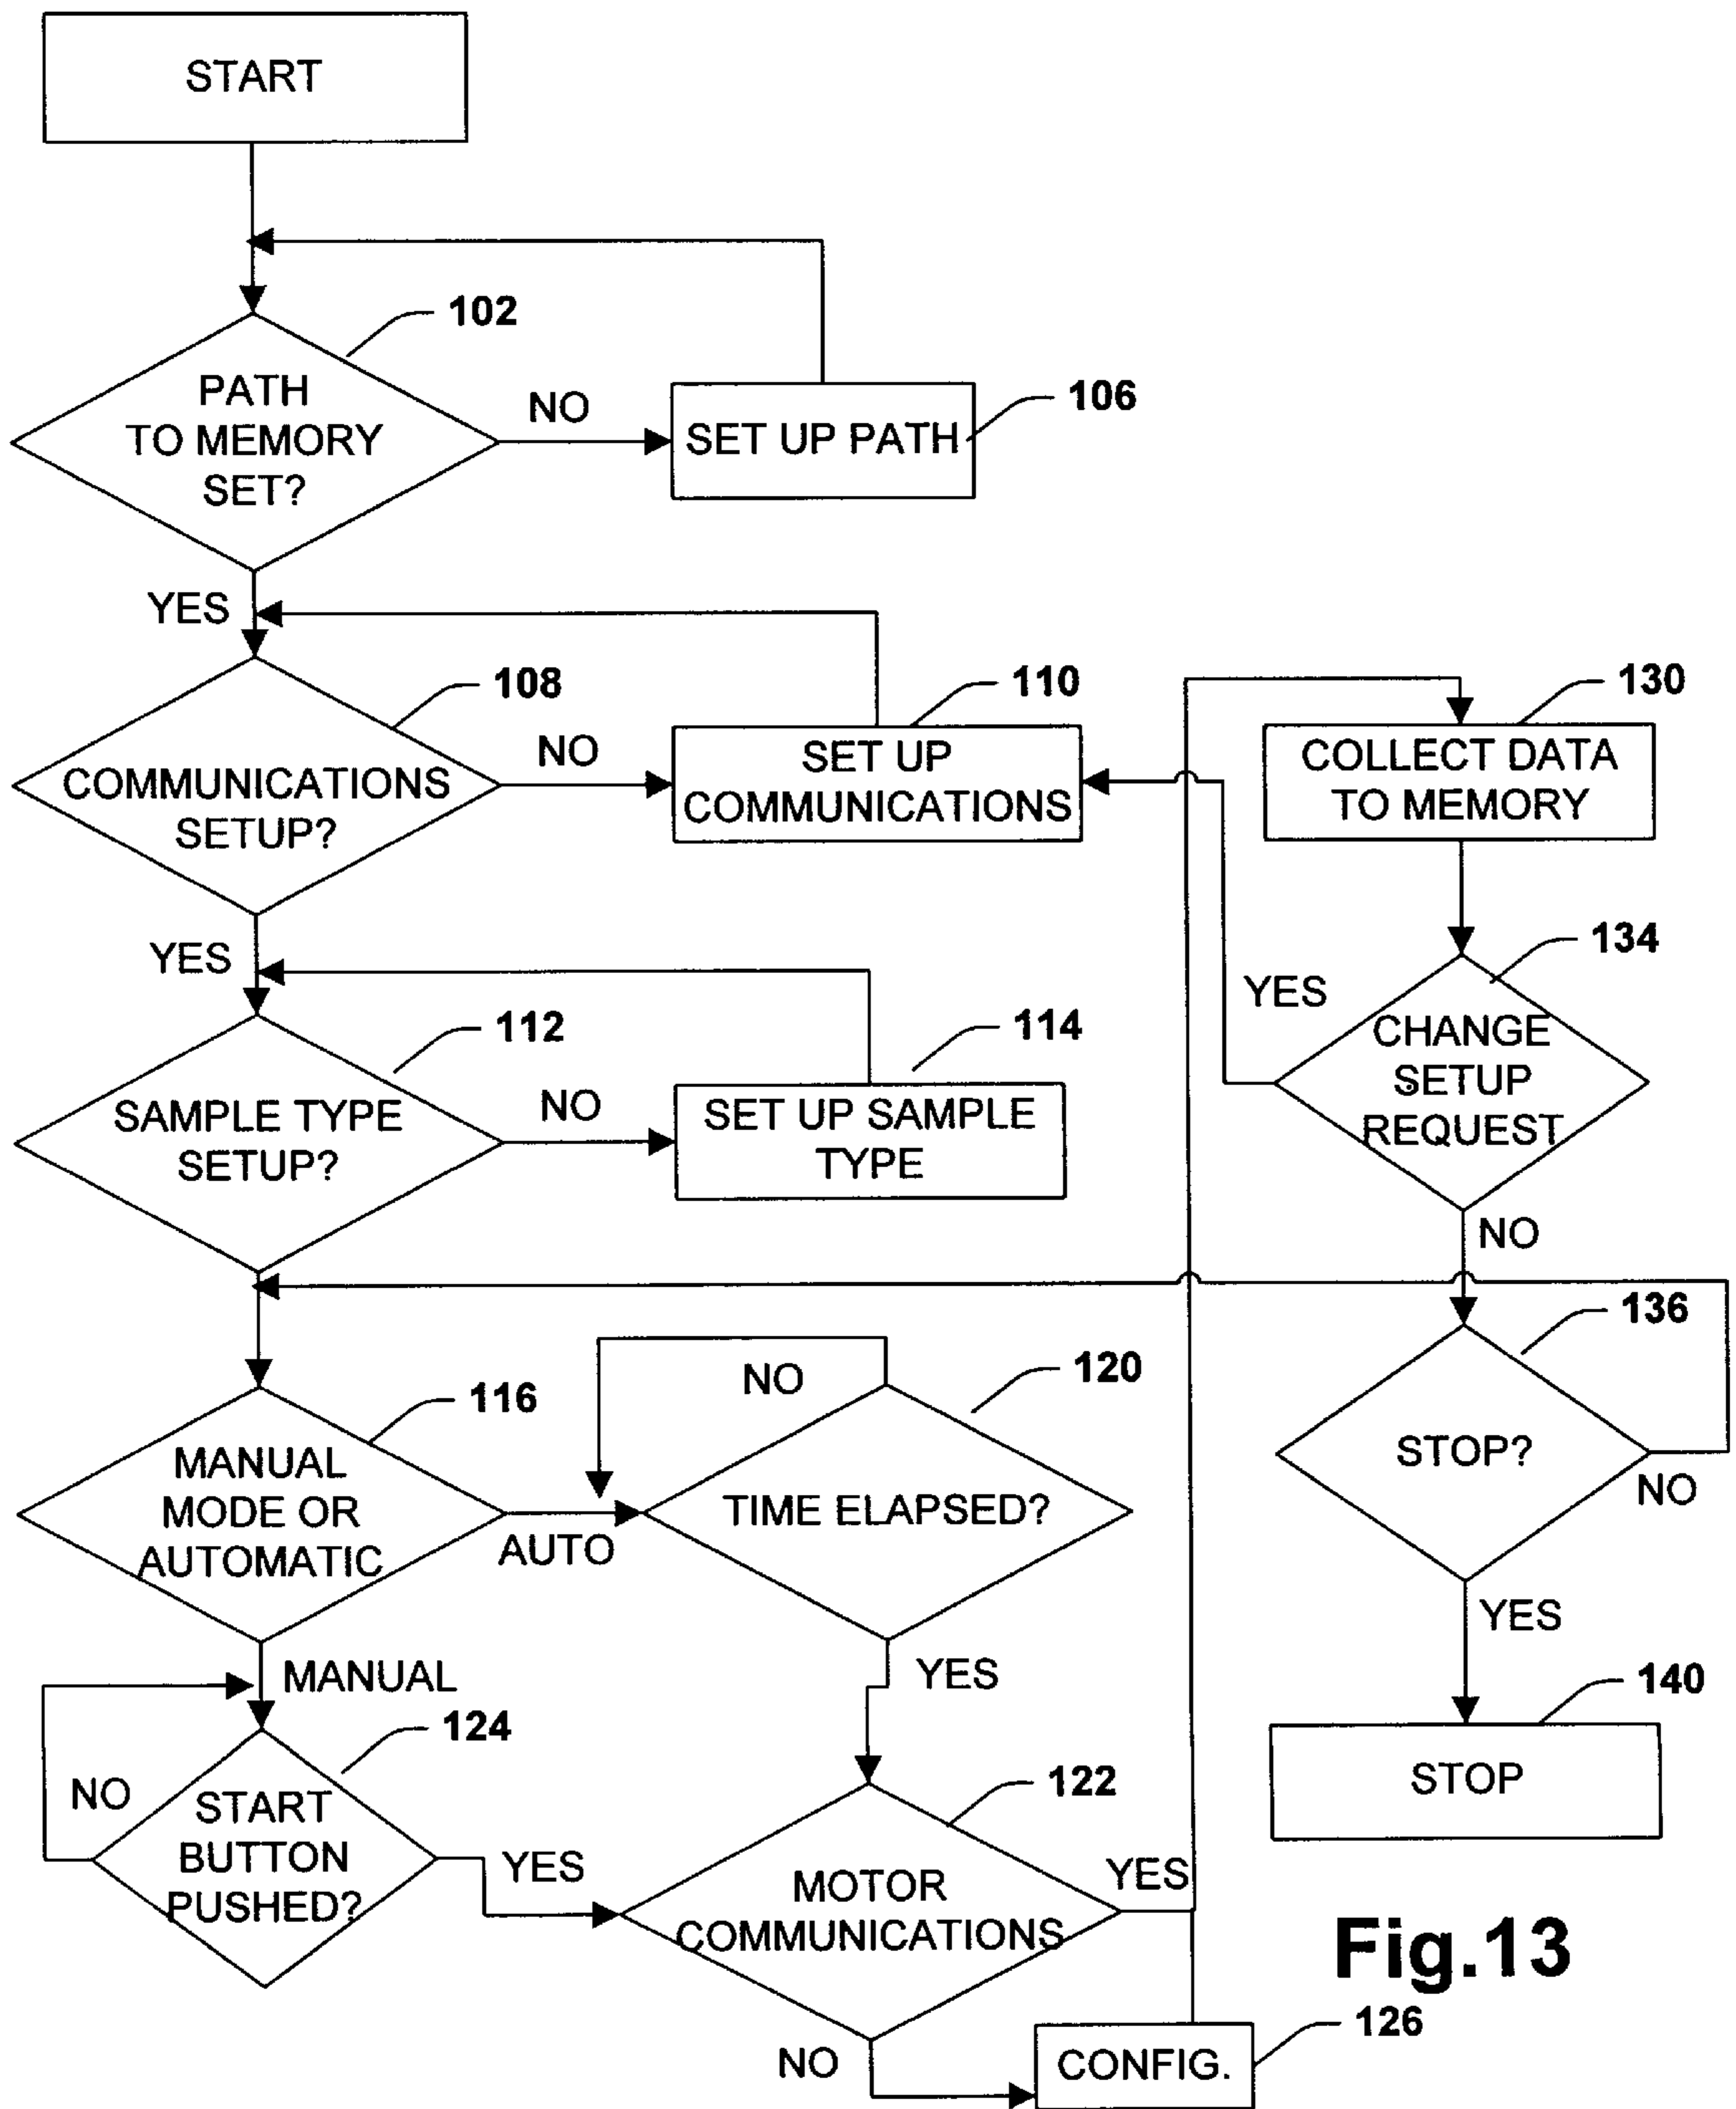 START
102
PATH
TO MEMORY
SET?
NO
106
SET UP PATH
YES
108
COMMUNICATIONS
SETUP?
NO
110
SET UP
COMMUNICATIONS
YES
112
SAMPLE TYPE
SETUP?
NO
114
SET UP SAMPLE
TYPE
116
MANUAL
MODE OR
AUTOMATIC
AUTO
NO
120
TIME ELAPSED?
YES
MANUAL
124
START
BUTTON
PUSHED?
NO
YES
122
MOTOR
COMMUNICATIONS
YES
NO
126
CONFIG.
130
COLLECT DATA
TO MEMORY
134
CHANGE
SETUP
REQUEST
YES
NO
136
STOP?
NO
YES
140
STOP
Fig.13